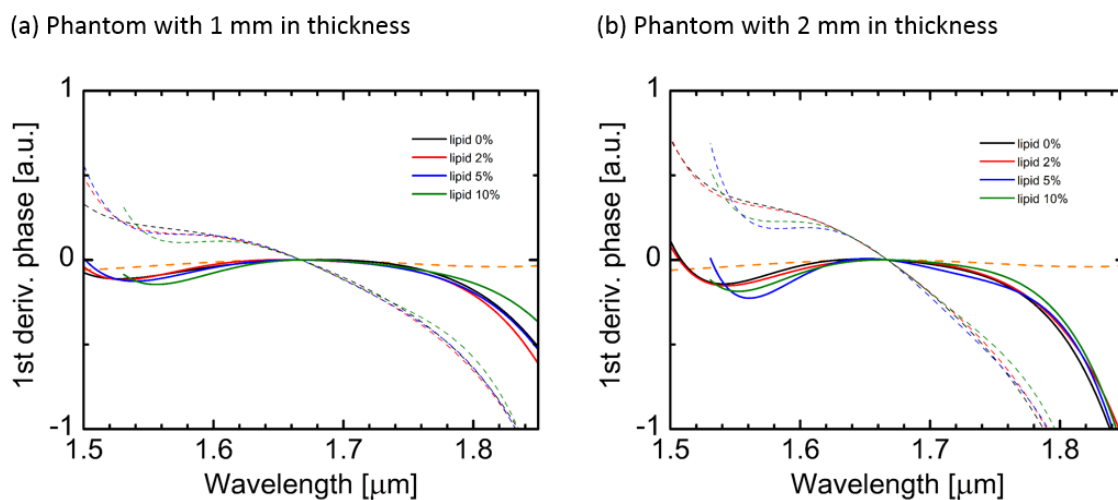 (a) Phantom with 1 mm in thickness
1
0
-1
1st deriv. phase [a.u.]
lipid 0%
lipid 2%
lipid 5%
lipid 10%
1.5 1.6 1.7 1.8
Wavelength [μm]
(b) Phantom with 2 mm in thickness
1
0
-1
1st deriv. phase [a.u.]
lipid 0%
lipid 2%
lipid 5%
lipid 10%
1.5 1.6 1.7 1.8
Wavelength [μm]